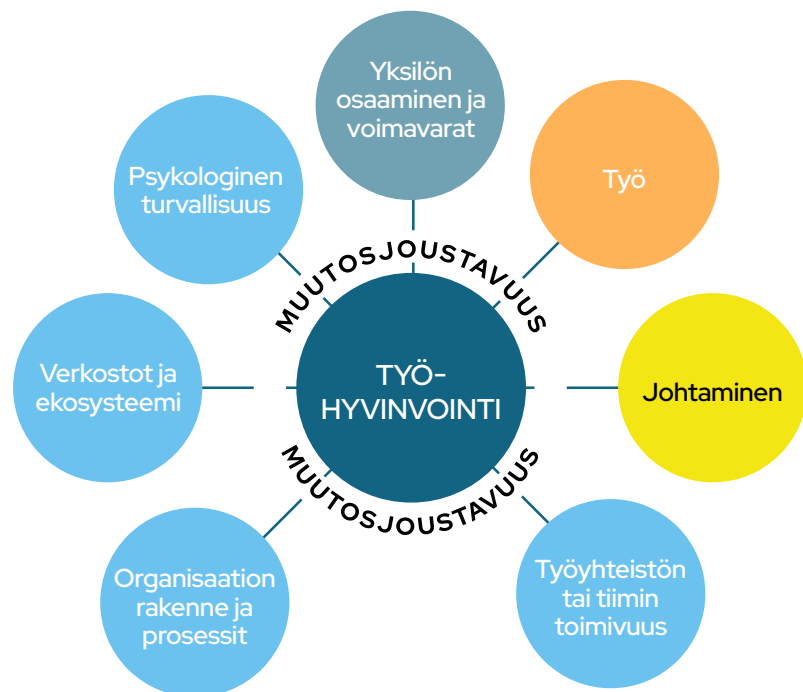 Yksilön
osaaminen ja
voimavarat
Työ
Johtaminen
Työyhteistön
tai tiimin
toimivuus
Organisaation
rakenne ja
prosessit
Verkostot ja
ekosysteemi
Psykologinen
turvallisuus
MUUTOSJOUSTAVUUS
TYÖ-
HYVINVOINTI
MUUTOSJOUSTAVUUS